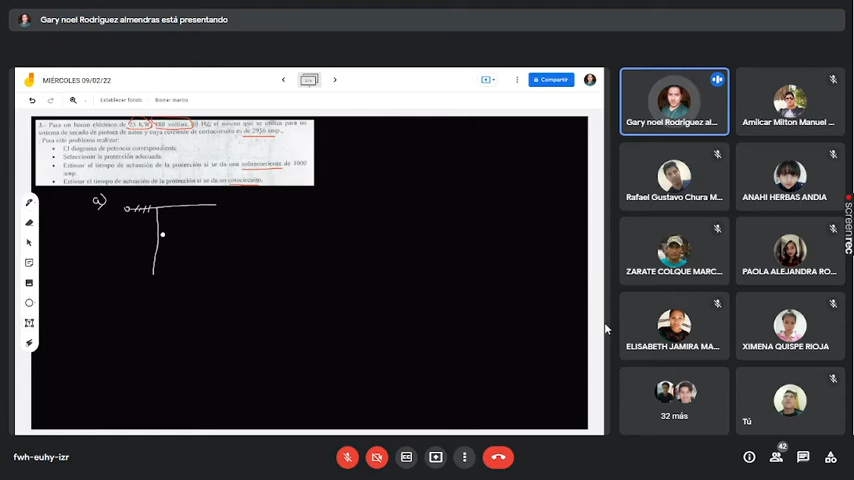 Gary noel Rodriguez almendras está presentando
MIÉRCOLES 09/02/22
Compartir
Establecer fondo
Borrar marco
3.- Para un horno eléctrico de 95 KW, 380 voltios, Hz; el mismo que se utiliza para un
sistema de secado de pintura de autos y cuya corriente de cortocircuito es de 2950 amp.,
Para este problema realizar:
• El diagrama de potencia correspondiente.
• Seleccionar la protección adecuada.
• Estimar el tiempo de actuación de la protección si se da una sobrecorriente de 1000
amp.
• Estimar el tiempo de actuación de la protección si se da un cortocircuito.
a)
Gary noel Rodriguez al...
Amilcar Milton Manuel ...
Rafael Gustavo Chura M...
ANAHI HERBAS ANDIA
ZARATE COLQUE MARC...
PAOLA ALEJANDRA RO...
ELISABETH JAMIRA MA...
XIMENA QUISPE RIOJA
32 más
Tú
screenrec
fwh-euhy-izr
42